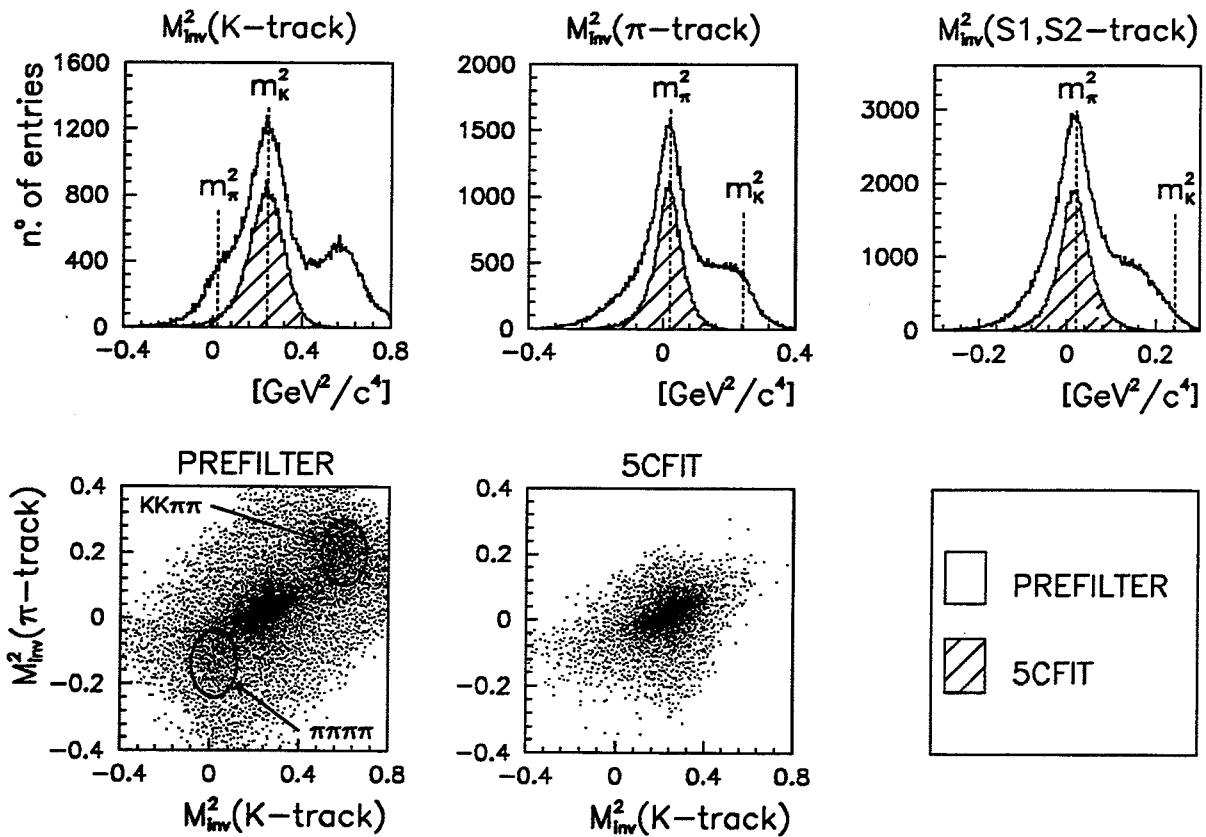 M²inv(K−track)
M²inv(π−track)
M²inv(S1,S2−track)
n.º of entries
1600
1200
800
400
0
m²π
m²K
−0.4
0
0.4
0.8
[GeV²/c⁴]
2000
1500
1000
500
0
m²π
m²K
−0.4
0
0.4
[GeV²/c⁴]
3000
2000
1000
0
m²π
m²K
−0.2
0
0.2
[GeV²/c⁴]
PREFILTER
M²inv(π−track)
0.4
0.2
0
−0.2
−0.4
KKππ
ππππ
−0.4
0
0.4
0.8
M²inv(K−track)
5CFIT
0.4
0.2
0
−0.2
−0.4
−0.4
0
0.4
0.8
M²inv(K−track)
PREFILTER
5CFIT